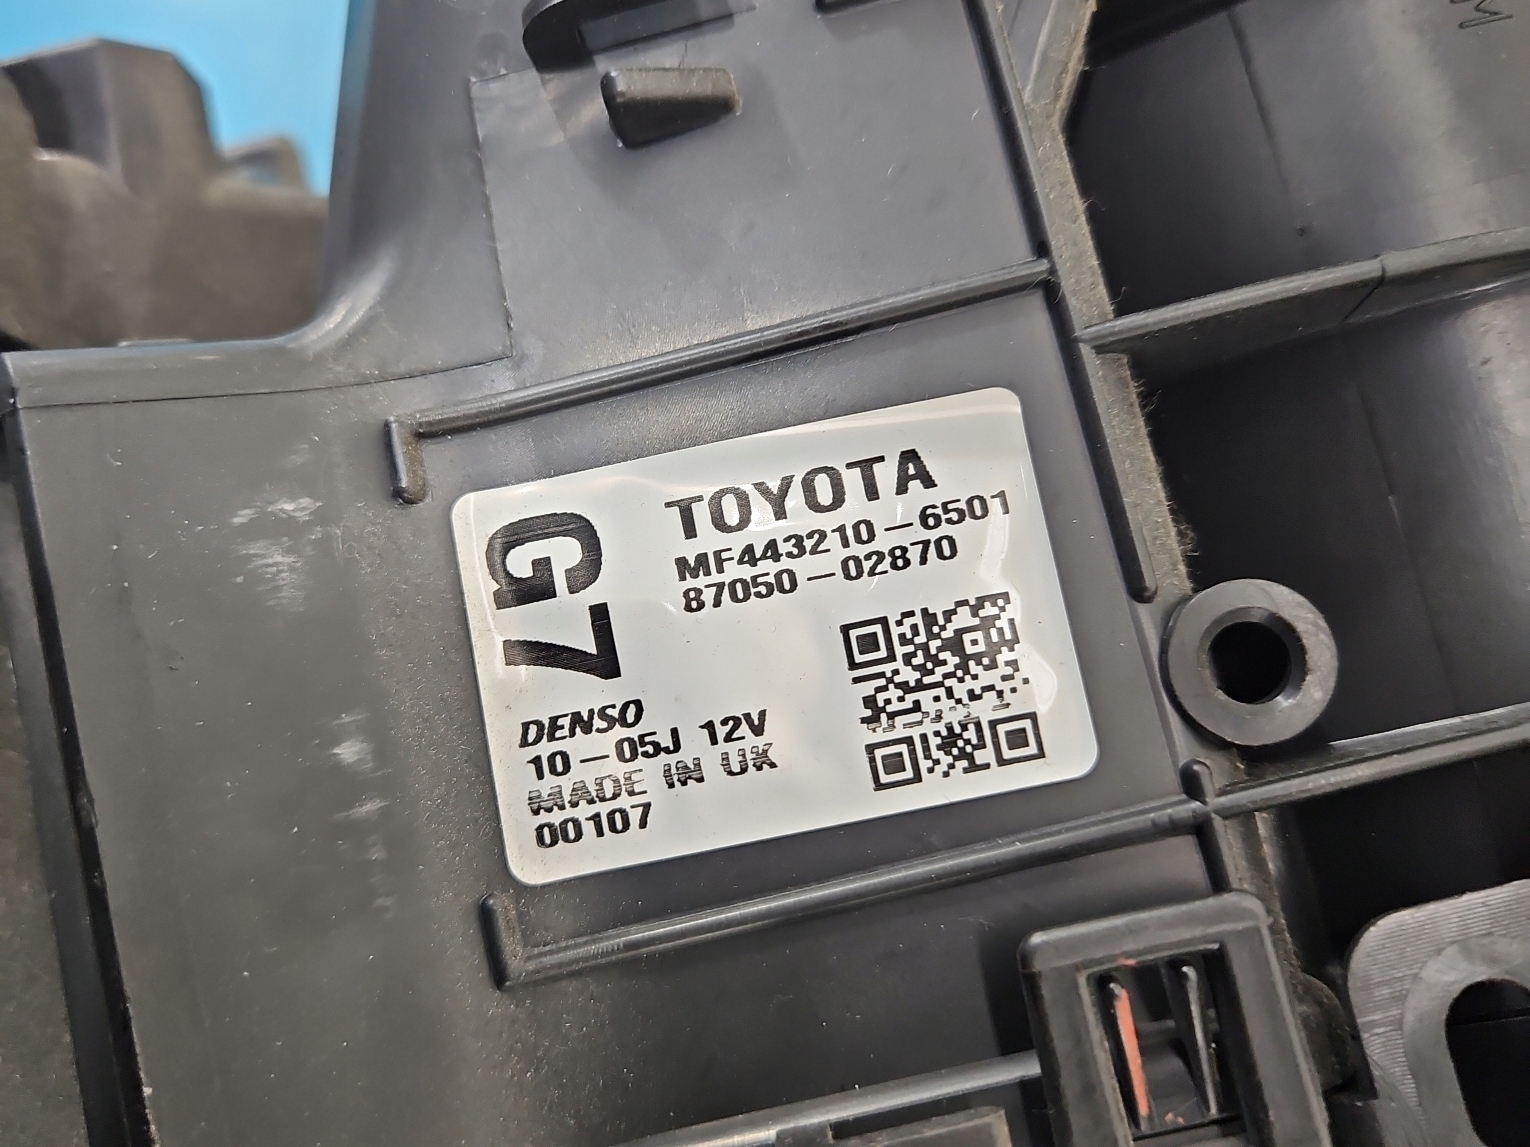 G7
TOYOTA
MF443210-6501
87050-02870
DENSO
10-05J 12V
MADE IN UK
00107
M